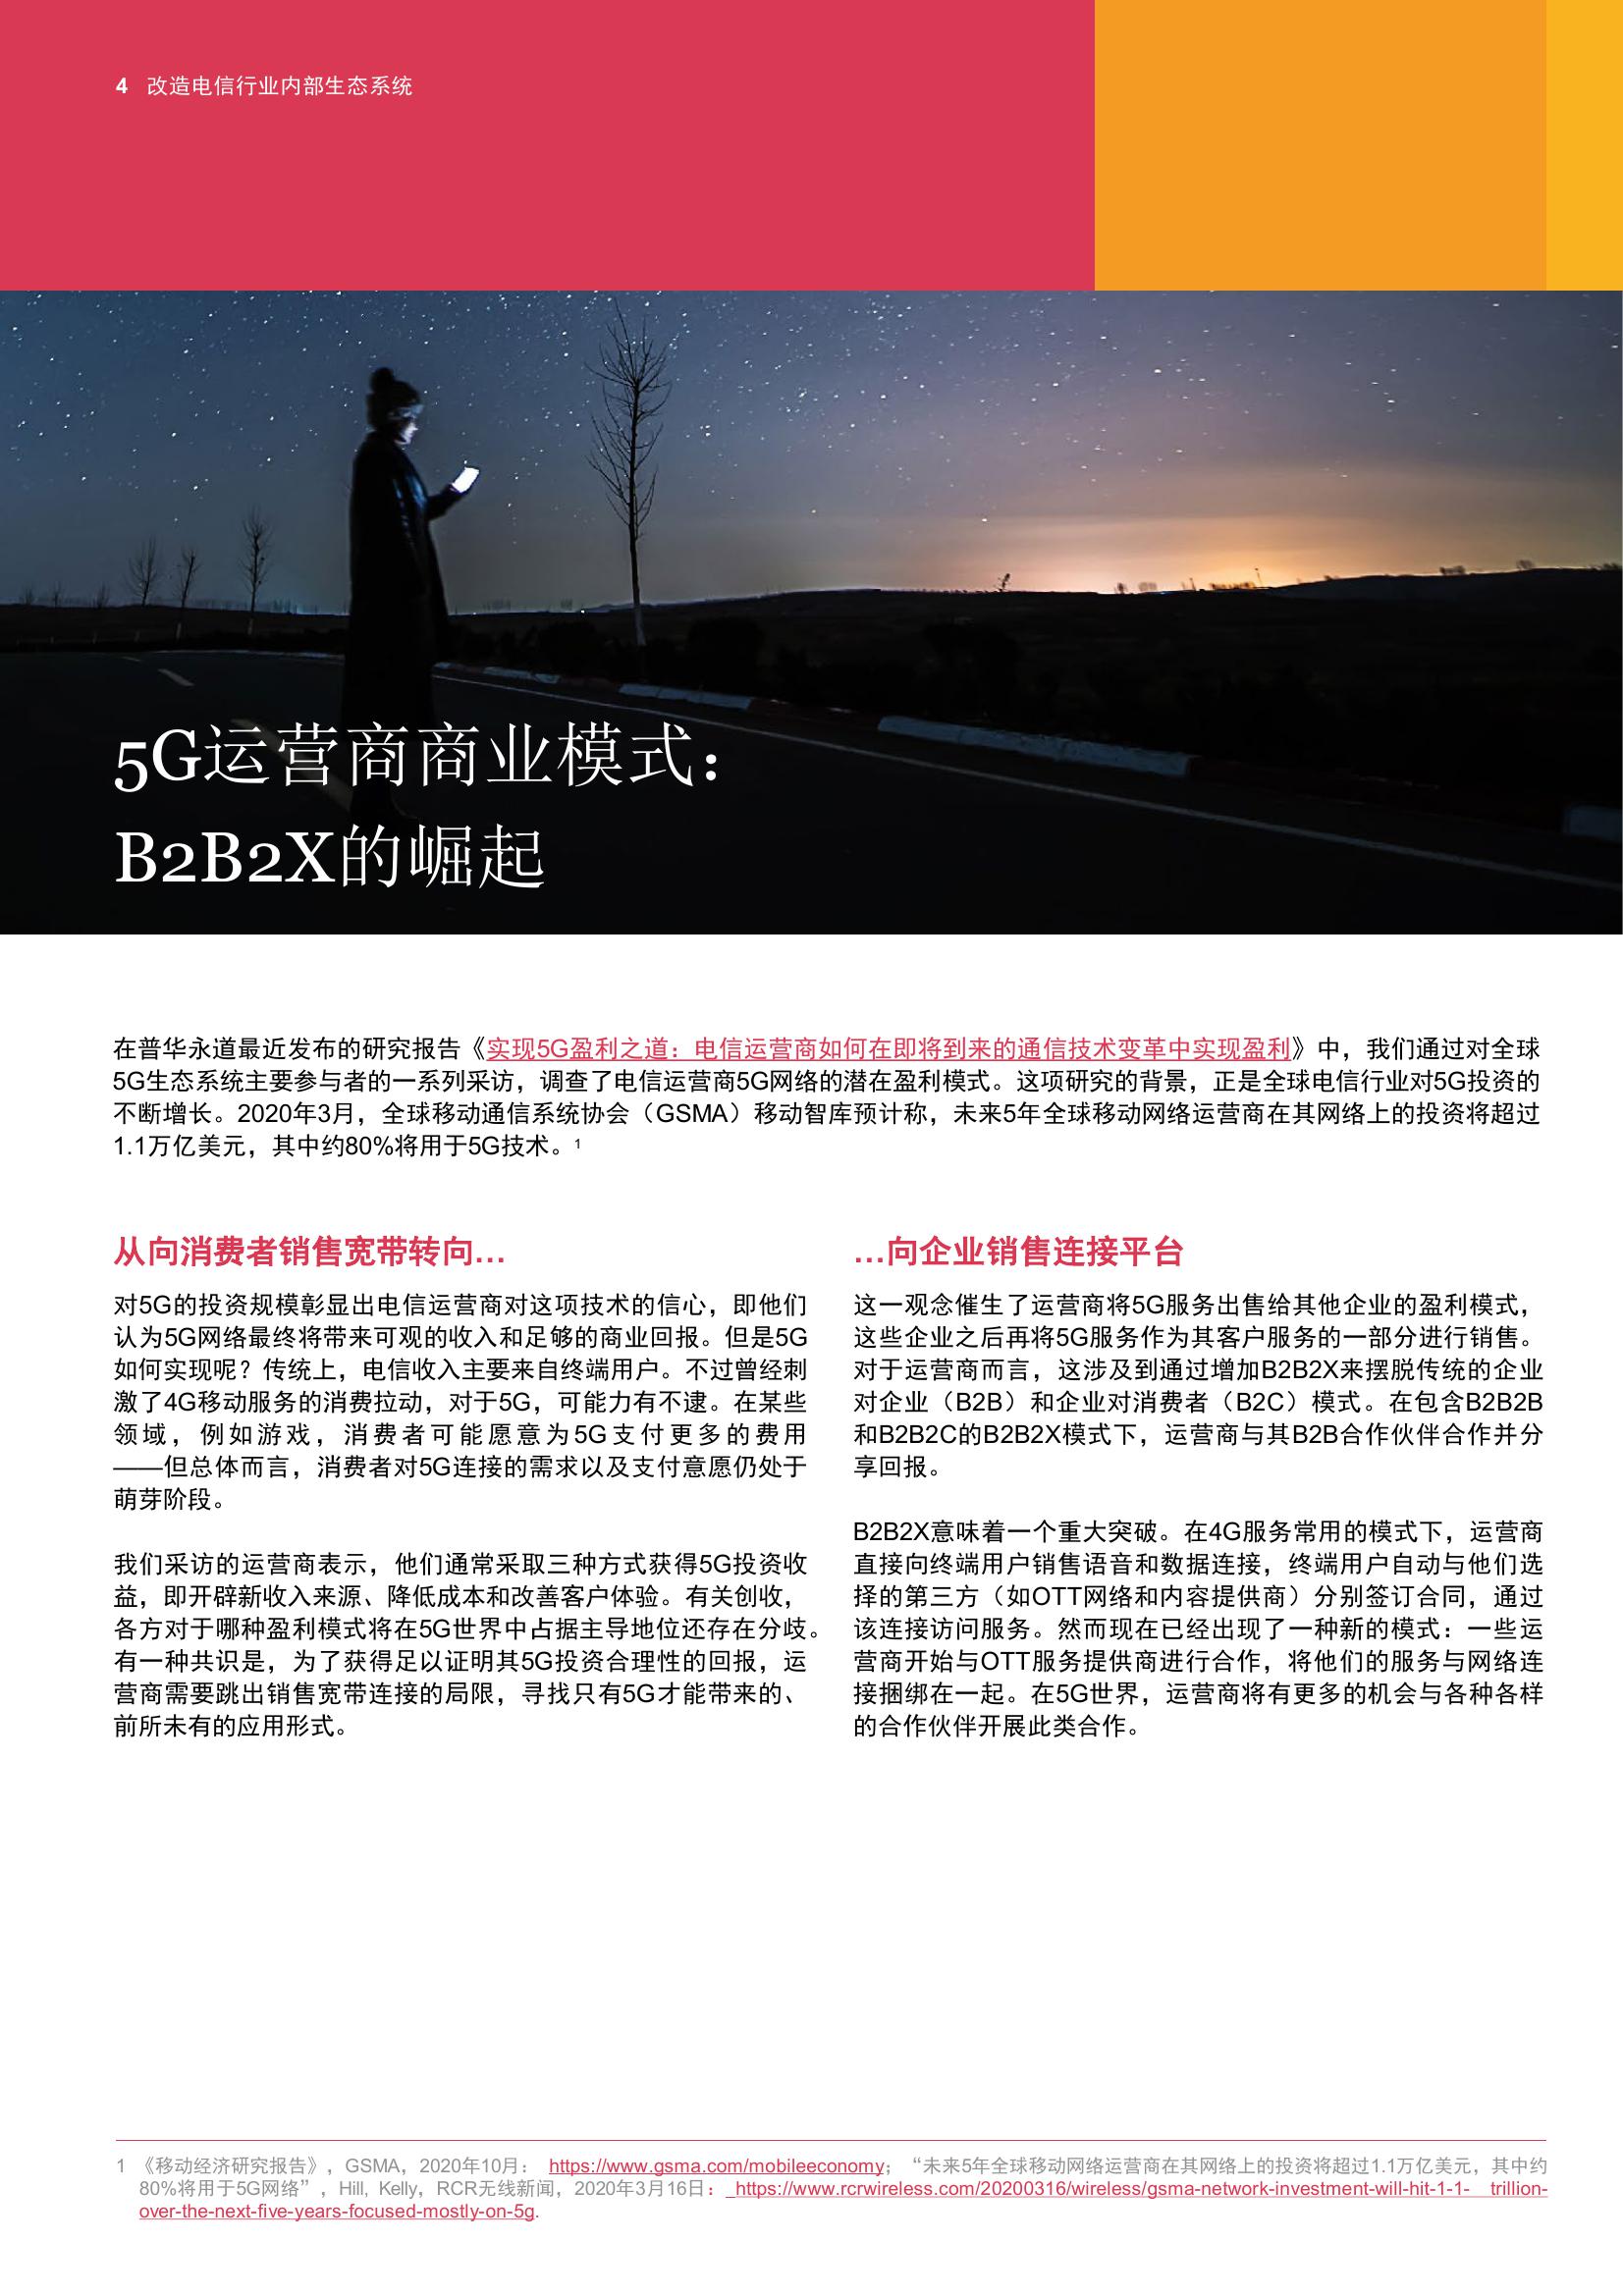 4 改造电信行业内部生态系统
5G运营商商业模式：
B2B2X的崛起
在普华永道最近发布的研究报告《实现5G盈利之道：电信运营商如何在即将到来的通信技术变革中实现盈利》中，我们通过对全球
5G生态系统主要参与者的一系列采访，调查了电信运营商5G网络的潜在盈利模式。这项研究的背景，正是全球电信行业对5G投资的
不断增长。2020年3月，全球移动通信系统协会（GSMA）移动智库预计称，未来5年全球移动网络运营商在其网络上的投资将超过
1.1万亿美元，其中约80%将用于5G技术。1
从向消费者销售宽带转向…
对5G的投资规模彰显出电信运营商对这项技术的信心，即他们
认为5G网络最终将带来可观的收入和足够的商业回报。但是5G
如何实现呢？传统上，电信收入主要来自终端用户。不过曾经刺
激了4G移动服务的消费拉动，对于5G，可能力有不逮。在某些
领域，例如游戏，消费者可能愿意为5G支付更多的费用
——但总体而言，消费者对5G连接的需求以及支付意愿仍处于
萌芽阶段。
我们采访的运营商表示，他们通常采取三种方式获得5G投资收
益，即开辟新收入来源、降低成本和改善客户体验。有关创收，
各方对于哪种盈利模式将在5G世界中占据主导地位还存在分歧。
有一种共识是，为了获得足以证明其5G投资合理性的回报，运
营商需要跳出销售宽带连接的局限，寻找只有5G才能带来的、
前所未有的应用形式。
…向企业销售连接平台
这一观念催生了运营商将5G服务出售给其他企业的盈利模式，
这些企业之后再将5G服务作为其客户服务的一部分进行销售。
对于运营商而言，这涉及到通过增加B2B2X来摆脱传统的企业
对企业（B2B）和企业对消费者（B2C）模式。在包含B2B2B
和B2B2C的B2B2X模式下，运营商与其B2B合作伙伴合作并分
享回报。
B2B2X意味着一个重大突破。在4G服务常用的模式下，运营商
直接向终端用户销售语音和数据连接，终端用户自动与他们选
择的第三方（如OTT网络和内容提供商）分别签订合同，通过
该连接访问服务。然而现在已经出现了一种新的模式：一些运
营商开始与OTT服务提供商进行合作，将他们的服务与网络连
接捆绑在一起。在5G世界，运营商将有更多的机会与各种各样
的合作伙伴开展此类合作。
1 《移动经济研究报告》，GSMA，2020年10月： https://www.gsma.com/mobileeconomy；“未来5年全球移动网络运营商在其网络上的投资将超过1.1万亿美元，其中约
80%将用于5G网络”，Hill, Kelly，RCR无线新闻，2020年3月16日：_https://www.rcrwireless.com/20200316/wireless/gsma-network-investment-will-hit-1-1- trillion-
over-the-next-five-years-focused-mostly-on-5g.